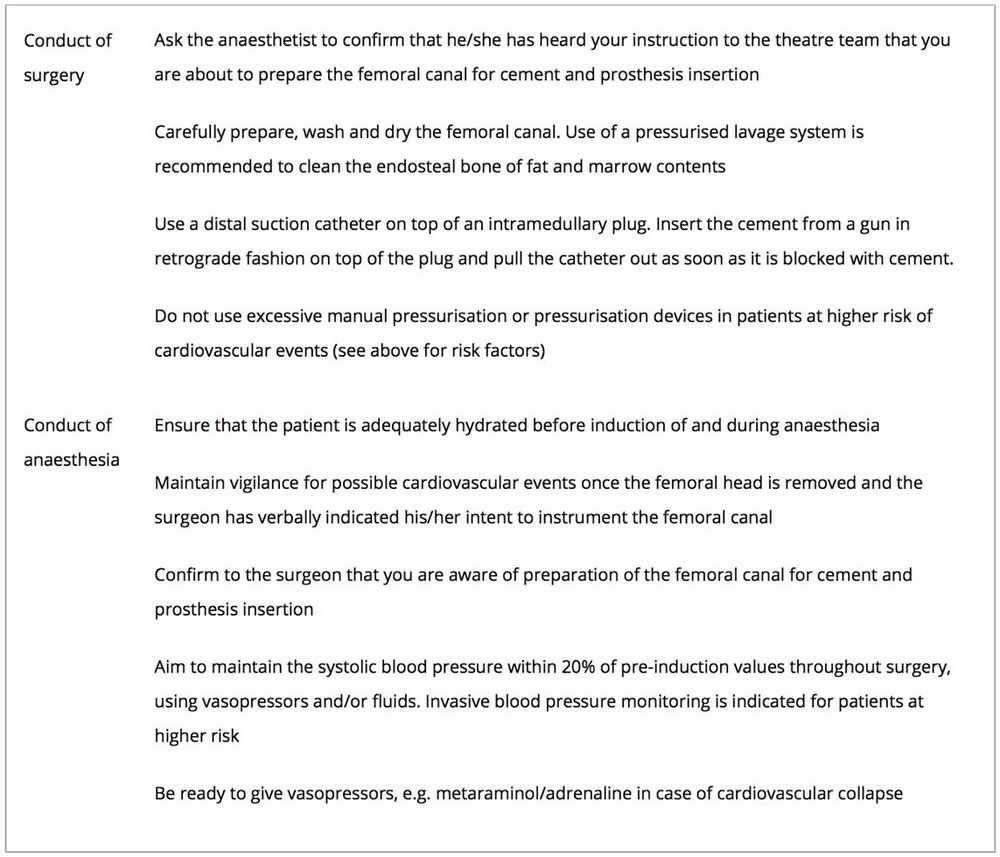 Conduct of
surgery
Ask the anaesthetist to confirm that he/she has heard your instruction to the theatre team that you
are about to prepare the femoral canal for cement and prosthesis insertion
Carefully prepare, wash and dry the femoral canal. Use of a pressurised lavage system is
recommended to clean the endosteal bone of fat and marrow contents
Use a distal suction catheter on top of an intramedullary plug. Insert the cement from a gun in
retrograde fashion on top of the plug and pull the catheter out as soon as it is blocked with cement.
Do not use excessive manual pressurisation or pressurisation devices in patients at higher risk of
cardiovascular events (see above for risk factors)
Conduct of
anaesthesia
Ensure that the patient is adequately hydrated before induction of and during anaesthesia
Maintain vigilance for possible cardiovascular events once the femoral head is removed and the
surgeon has verbally indicated his/her intent to instrument the femoral canal
Confirm to the surgeon that you are aware of preparation of the femoral canal for cement and
prosthesis insertion
Aim to maintain the systolic blood pressure within 20% of pre-induction values throughout surgery,
using vasopressors and/or fluids. Invasive blood pressure monitoring is indicated for patients at
higher risk
Be ready to give vasopressors, e.g. metaraminol/adrenaline in case of cardiovascular collapse